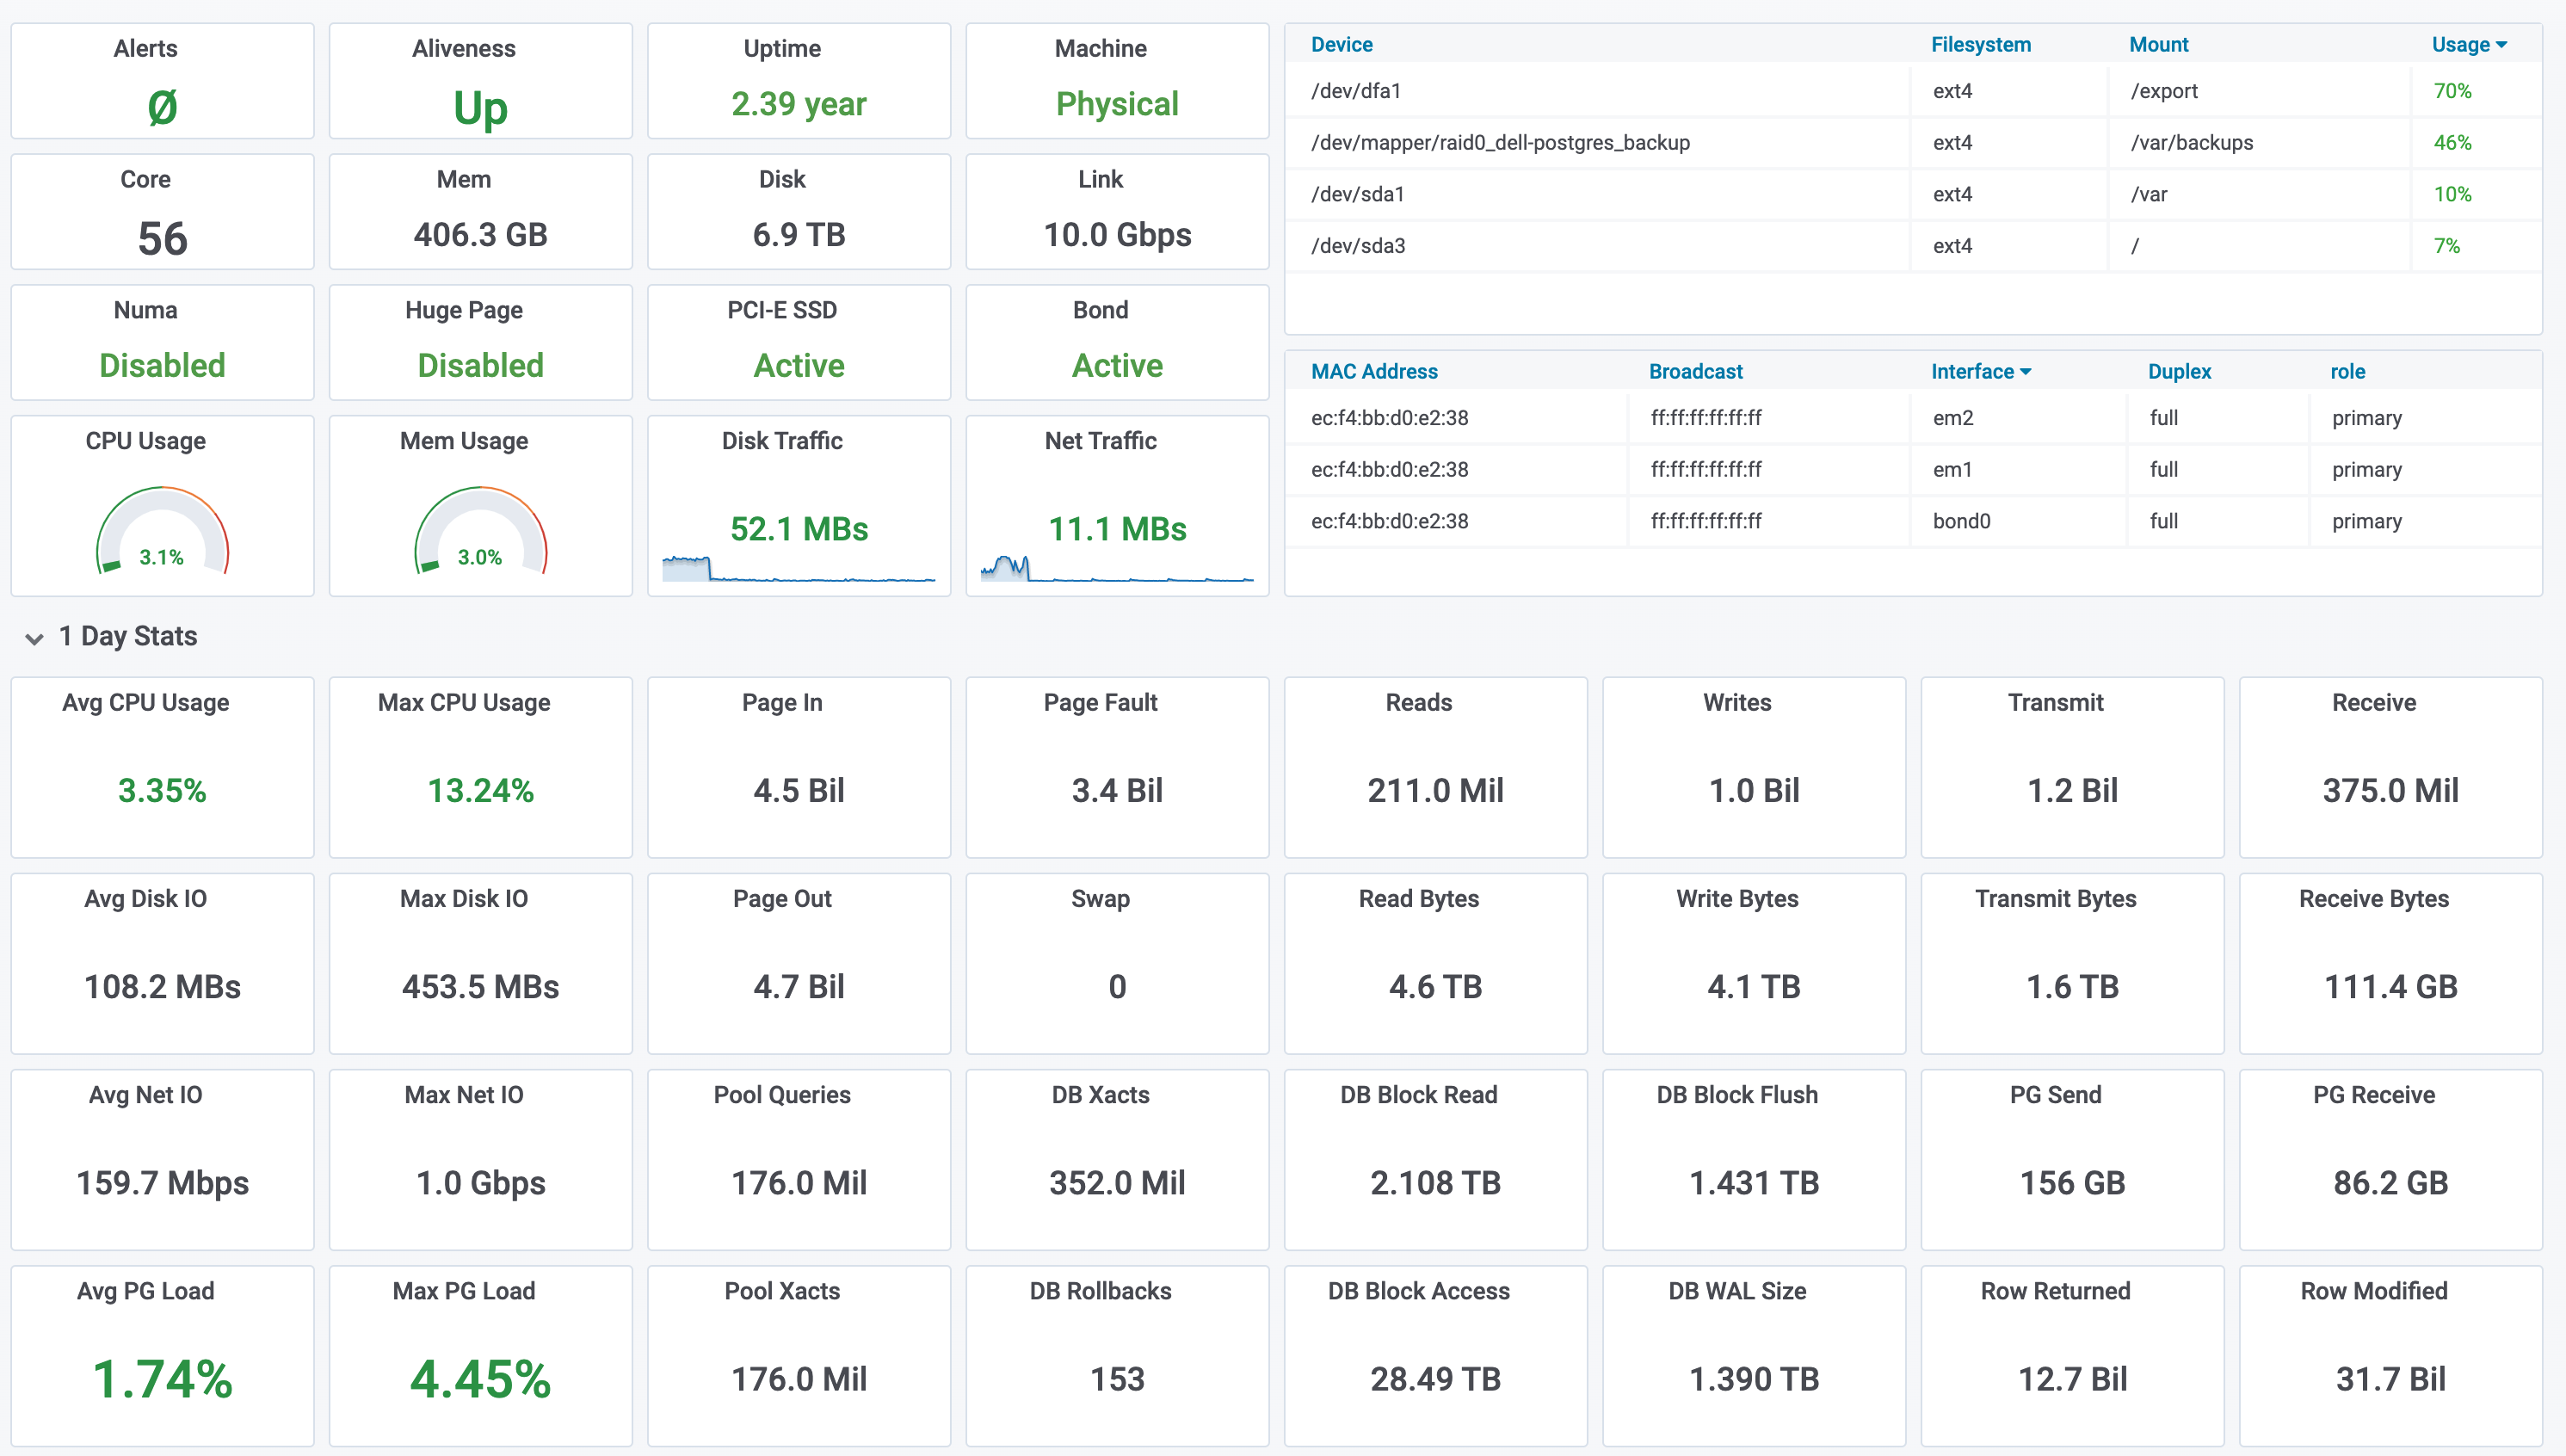 Alerts
Ø
Aliveness
Up
Uptime
2.39 year
Machine
Physical
Core
56
Mem
406.3 GB
Disk
6.9 TB
Link
10.0 Gbps
Numa
Disabled
Huge Page
Disabled
PCI-E SSD
Active
Bond
Active
CPU Usage
3.1%
Mem Usage
3.0%
Disk Traffic
52.1 MBs
Net Traffic
11.1 MBs
Device Filesystem Mount Usage
/dev/dfa1 ext4 /export 70%
/dev/mapper/raid0_dell-postgres_backup ext4 /var/backups 46%
/dev/sda1 ext4 /var 10%
/dev/sda3 ext4 / 7%
MAC Address Broadcast Interface Duplex role
ec:f4:bb:d0:e2:38 ff:ff:ff:ff:ff:ff em2 full primary
ec:f4:bb:d0:e2:38 ff:ff:ff:ff:ff:ff em1 full primary
ec:f4:bb:d0:e2:38 ff:ff:ff:ff:ff:ff bond0 full primary
1 Day Stats
Avg CPU Usage
3.35%
Max CPU Usage
13.24%
Page In
4.5 Bil
Page Fault
3.4 Bil
Reads
211.0 Mil
Writes
1.0 Bil
Transmit
1.2 Bil
Receive
375.0 Mil
Avg Disk IO
108.2 MBs
Max Disk IO
453.5 MBs
Page Out
4.7 Bil
Swap
0
Read Bytes
4.6 TB
Write Bytes
4.1 TB
Transmit Bytes
1.6 TB
Receive Bytes
111.4 GB
Avg Net IO
159.7 Mbps
Max Net IO
1.0 Gbps
Pool Queries
176.0 Mil
DB Xacts
352.0 Mil
DB Block Read
2.108 TB
DB Block Flush
1.431 TB
PG Send
156 GB
PG Receive
86.2 GB
Avg PG Load
1.74%
Max PG Load
4.45%
Pool Xacts
176.0 Mil
DB Rollbacks
153
DB Block Access
28.49 TB
DB WAL Size
1.390 TB
Row Returned
12.7 Bil
Row Modified
31.7 Bil